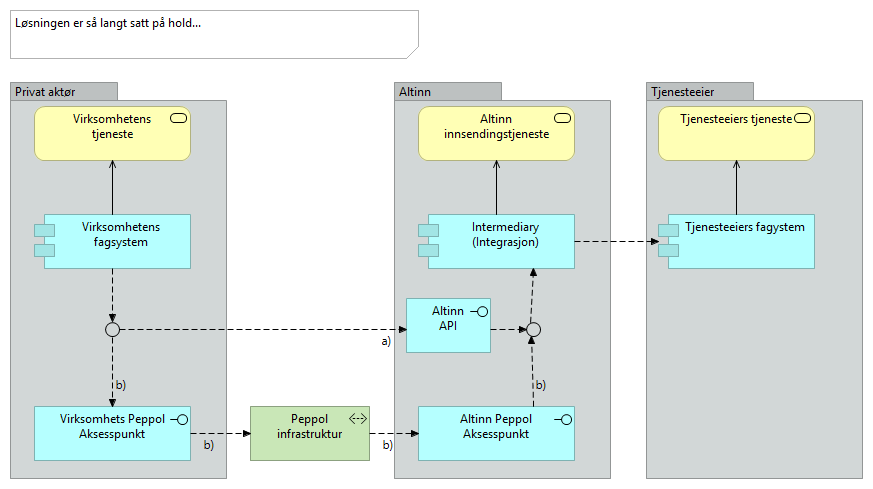 Løsningen er så langt satt på hold...
Privat aktør
Altinn
Tjenesteeier
Virksomhetens
tjeneste
Altinn
innsendingstjeneste
Tjenesteeiers tjeneste
Virksomhetens
fagsystem
Intermediary
(Integrasjon)
Tjenesteeiers fagystem
Altinn
API
a)
b)
b)
Virksomhets Peppol
Aksesspunkt
b)
Peppol
infrastruktur
b)
Altinn Peppol
Aksesspunkt